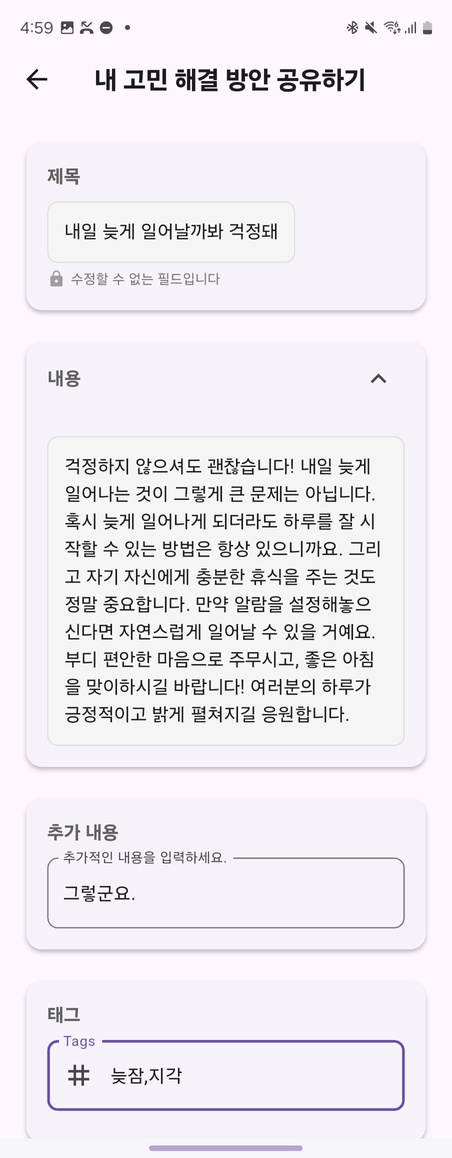 4:59
내 고민 해결 방안 공유하기
제목
내일 늦게 일어날까봐 걱정돼
수정할 수 없는 필드입니다
내용
걱정하지 않으셔도 괜찮습니다! 내일 늦게
일어나는 것이 그렇게 큰 문제는 아닙니다.
혹시 늦게 일어나게 되더라도 하루를 잘 시
작할 수 있는 방법은 항상 있으니까요. 그리
고 자기 자신에게 충분한 휴식을 주는 것도
정말 중요합니다. 만약 알람을 설정해놓으
신다면 자연스럽게 일어날 수 있을 거예요.
부디 편안한 마음으로 주무시고, 좋은 아침
을 맞이하시길 바랍니다! 여러분의 하루가
긍정적이고 밝게 펼쳐지길 응원합니다.
추가 내용
추가적인 내용을 입력하세요.
그렇군요.
태그
Tags
# 늦잠,지각